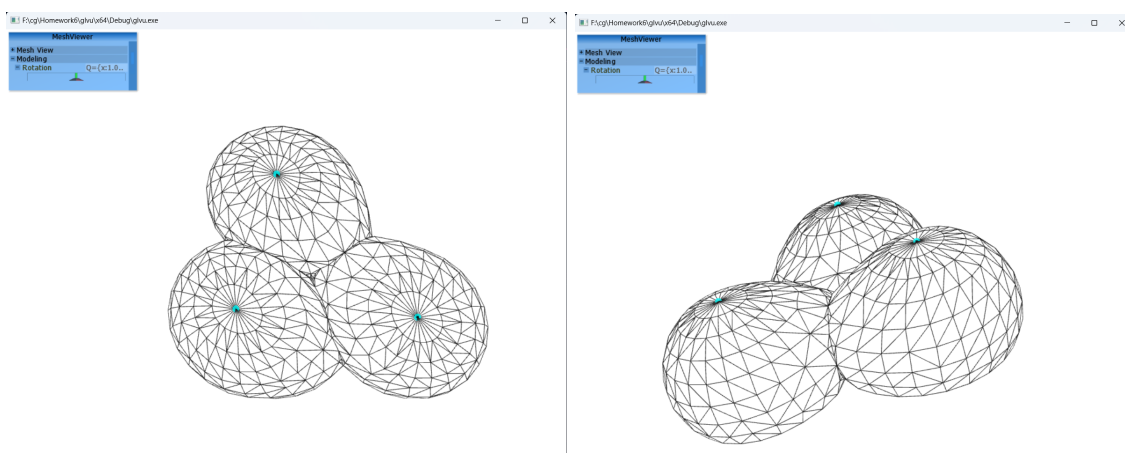 F:\cg\Homework6\glvu\x64\Debug\glvu.exe
MeshViewer
Mesh View
Modeling
Rotation Q={x:1.0...
F:\cg\Homework6\glvu\x64\Debug\glvu.exe
MeshViewer
Mesh View
Modeling
Rotation Q={x:1.0...